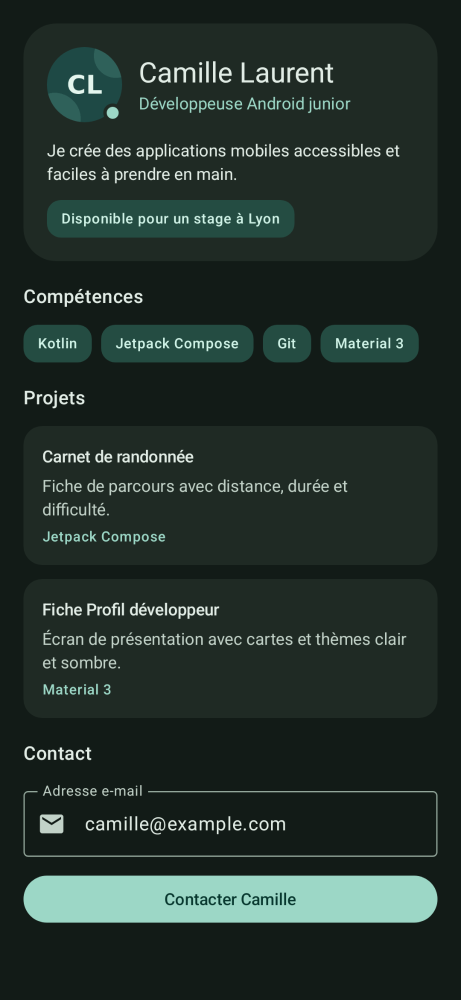 CL
Camille Laurent
Développeuse Android junior
Je crée des applications mobiles accessibles et
faciles à prendre en main.
Disponible pour un stage à Lyon
Compétences
Kotlin
Jetpack Compose
Git
Material 3
Projets
Carnet de randonnée
Fiche de parcours avec distance, durée et
difficulté.
Jetpack Compose
Fiche Profil développeur
Écran de présentation avec cartes et thèmes clair
et sombre.
Material 3
Contact
Adresse e-mail
camille@example.com
Contacter Camille